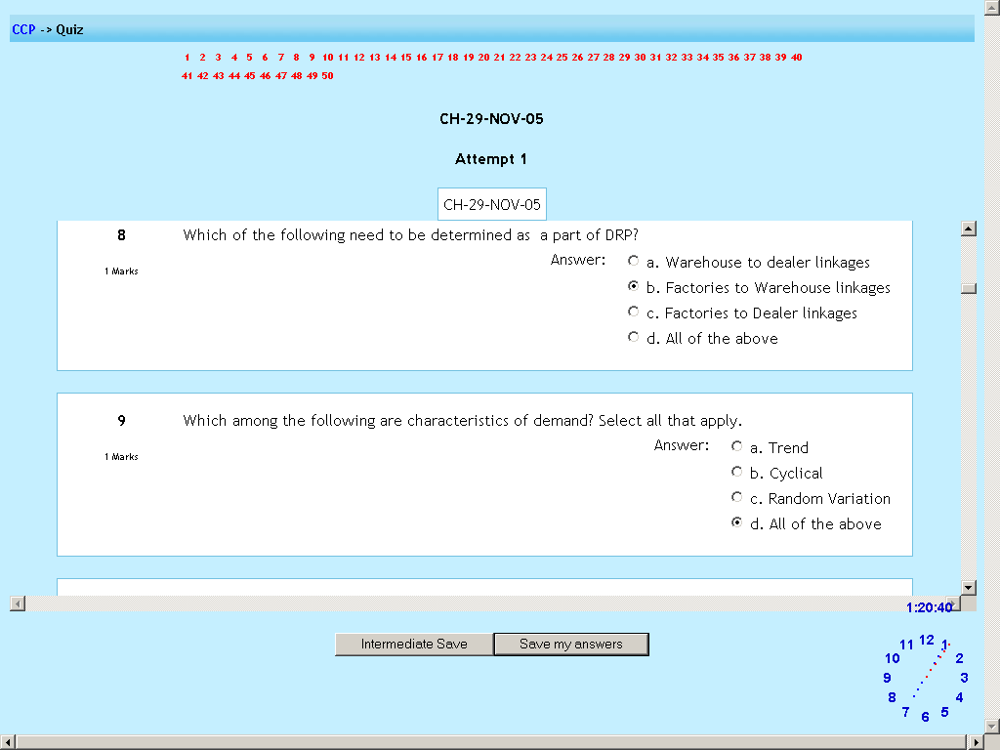 CCP -> Quiz
1 2 3 4 5 6 7 8 9 10 11 12 13 14 15 16 17 18 19 20 21 22 23 24 25 26 27 28 29 30 31 32 33 34 35 36 37 38 39 40
41 42 43 44 45 46 47 48 49 50
CH-29-NOV-05
Attempt 1
CH-29-NOV-05
8 Which of the following need to be determined as a part of DRP?
1 Marks
Answer: a. Warehouse to dealer linkages
b. Factories to Warehouse linkages
c. Factories to Dealer linkages
d. All of the above
9 Which among the following are characteristics of demand? Select all that apply.
1 Marks
Answer: a. Trend
b. Cyclical
c. Random Variation
d. All of the above
1:20:40
Intermediate Save Save my answers
12
11 1
10 2
9 3
8 4
7 6 5